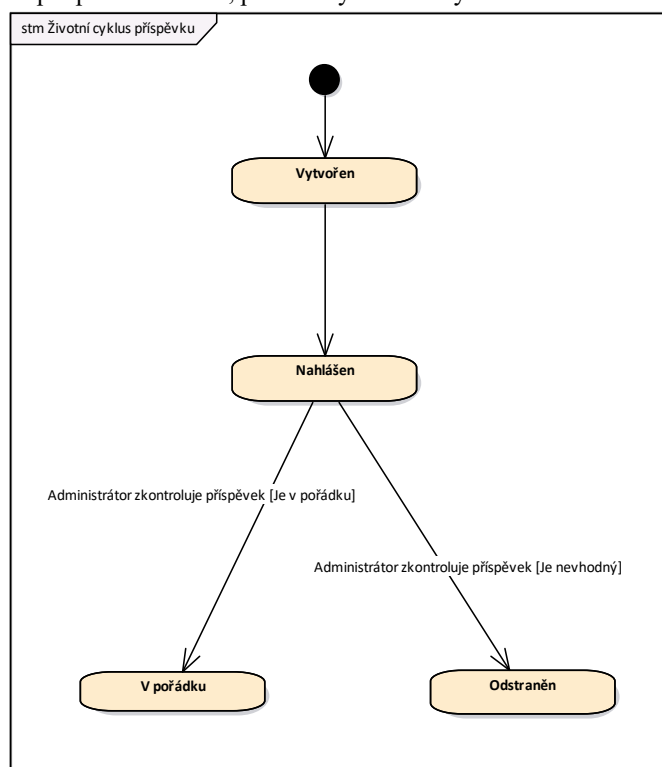 stm Životní cyklus příspěvku
Vytvořen
Nahlášen
Administrátor zkontroluje příspěvek [Je v pořádku]
Administrátor zkontroluje příspěvek [Je nevhodný]
V pořádku
Odstraněn